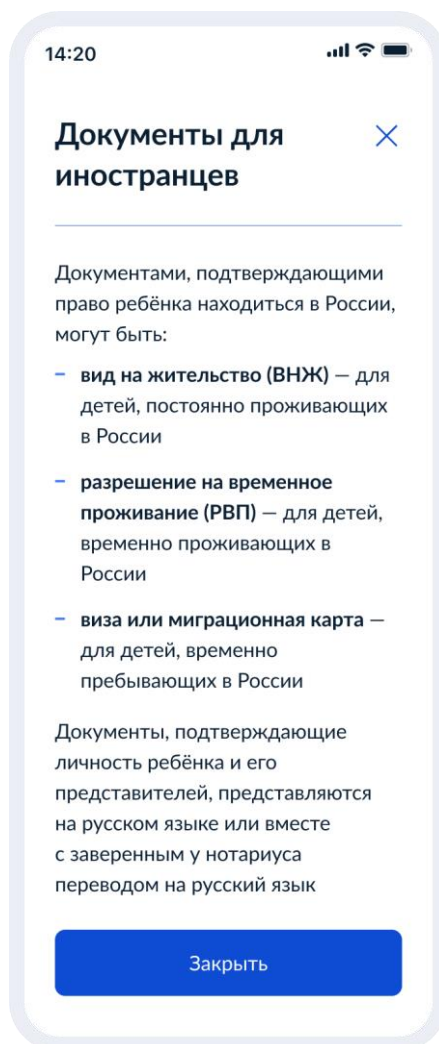 14:20
Документы для
иностранцев
Документами, подтверждающими
право ребёнка находиться в России,
могут быть:
– вид на жительство (ВНЖ) — для
детей, постоянно проживающих
в России
– разрешение на временное
проживание (РВП) — для детей,
временно проживающих в
России
– виза или миграционная карта —
для детей, временно
пребывающих в России
Документы, подтверждающие
личность ребёнка и его
представителей, представляются
на русском языке или вместе
с заверенным у нотариуса
переводом на русский язык
Закрыть